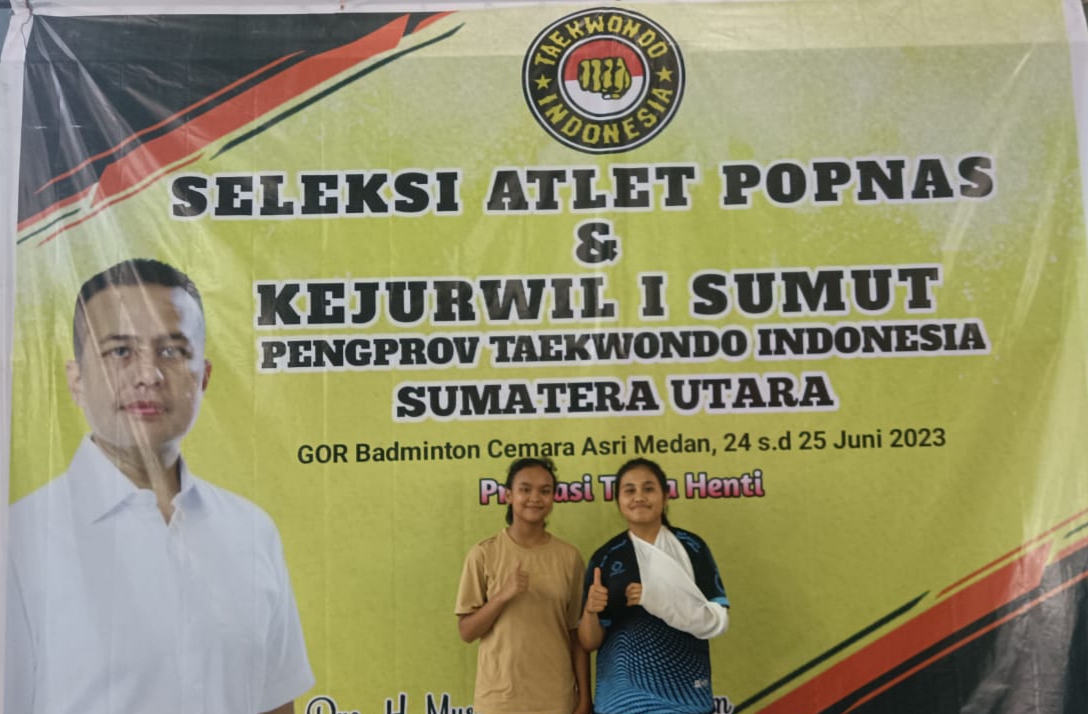 TAEKWONDO
INDONESIA
SELEKSI ATLET POPNAS
&
KEJURWIL I SUMUT
PENGPROV TAEKWONDO INDONESIA
SUMATERA UTARA
GOR Badminton Cemara Asri Medan, 24 s.d 25 Juni 2023
Henti
H.